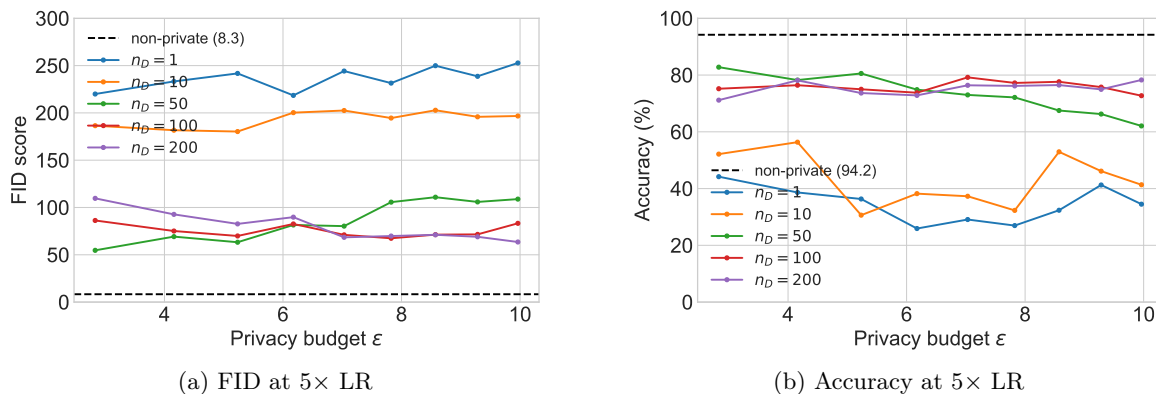 300
250
200
150
100
50
0
FID score
non-private (8.3)
n_D = 1
n_D = 10
n_D = 50
n_D = 100
n_D = 200
4 6 8 10
Privacy budget ε
(a) FID at 5× LR
100
80
60
40
20
0
Accuracy (%)
non-private (94.2)
n_D = 1
n_D = 10
n_D = 50
n_D = 100
n_D = 200
4 6 8 10
Privacy budget ε
(b) Accuracy at 5× LR